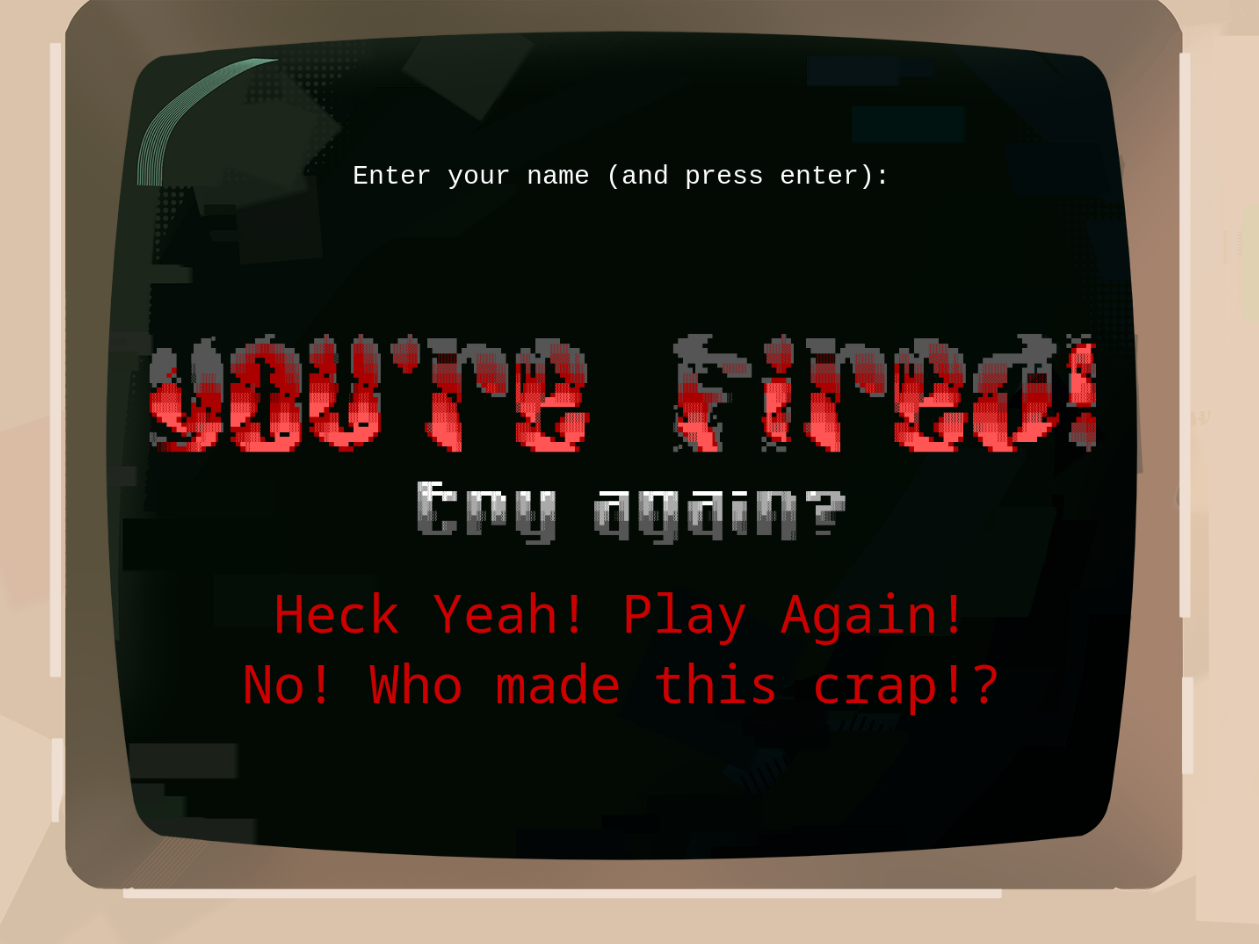 Enter your name (and press enter):
you're fired!
try again?
Heck Yeah! Play Again!
No! Who made this crap!?